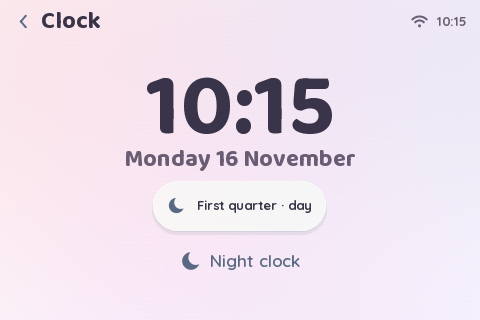 Clock
10:15
10:15
Monday 16 November
First quarter · day
Night clock